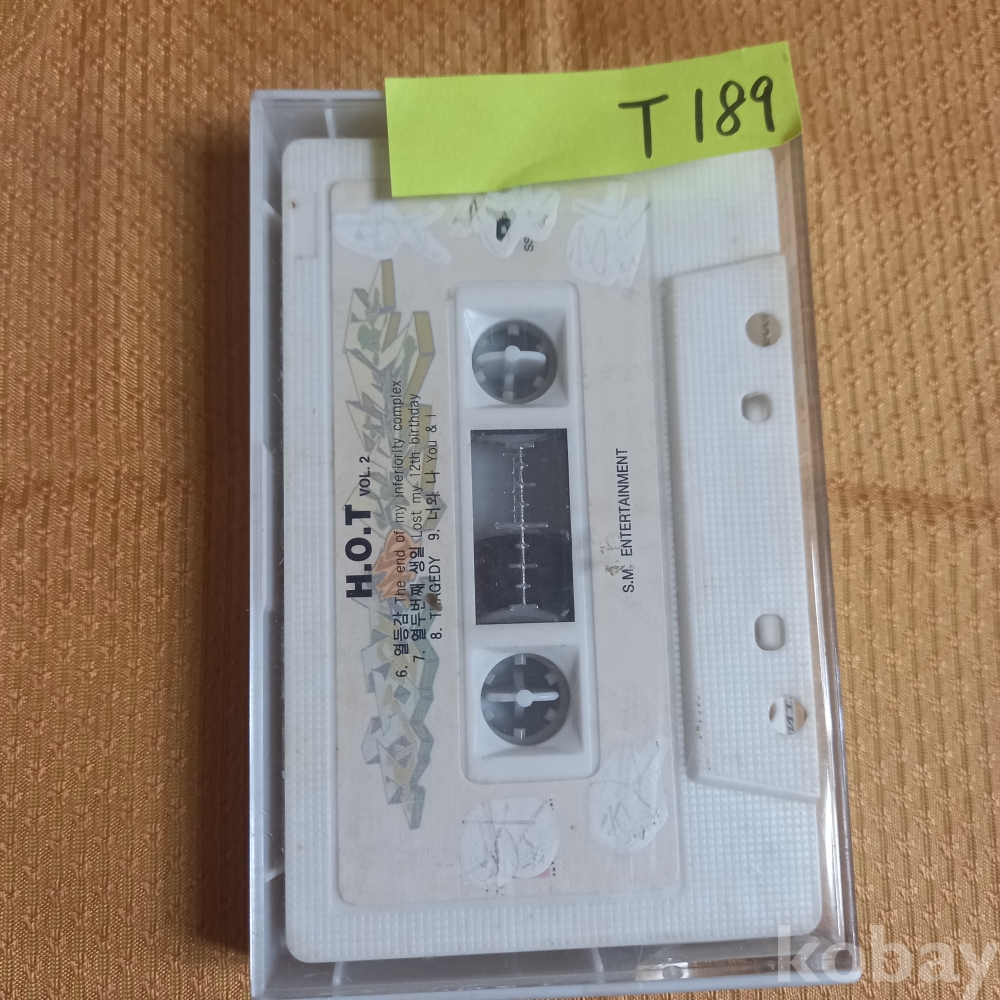 T189
SS
H.O.T VOL. 2
6. 열등감 The end of my inferiority complex
7. 열두번째 생일 Lost my 12th birthday
8. TRAGEDY 9. 너와 나 You & I
S.M. ENTERTAINMENT
kobay